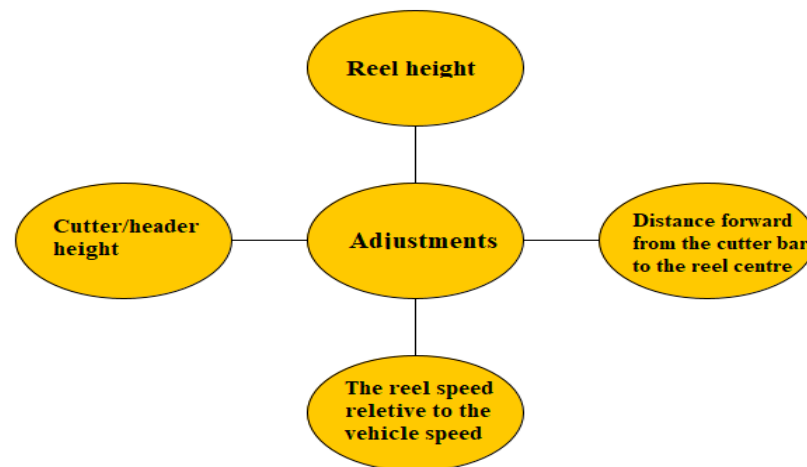 Reel height
Cutter/header
height
Adjustments
Distance forward
from the cutter bar
to the reel centre
The reel speed
reletive to the
vehicle speed